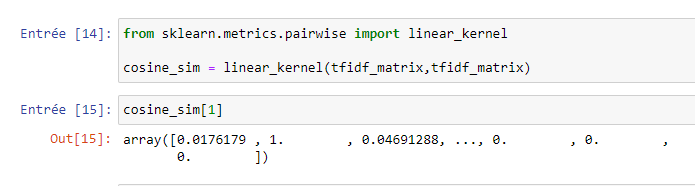 Entrée [14]: from sklearn.metrics.pairwise import linear_kernel
cosine_sim = linear_kernel(tfidf_matrix,tfidf_matrix)
Entrée [15]: cosine_sim[1]
Out[15]: array([0.0176179 , 1.        , 0.04691288, ..., 0.        , 0.        ,
0.        ])